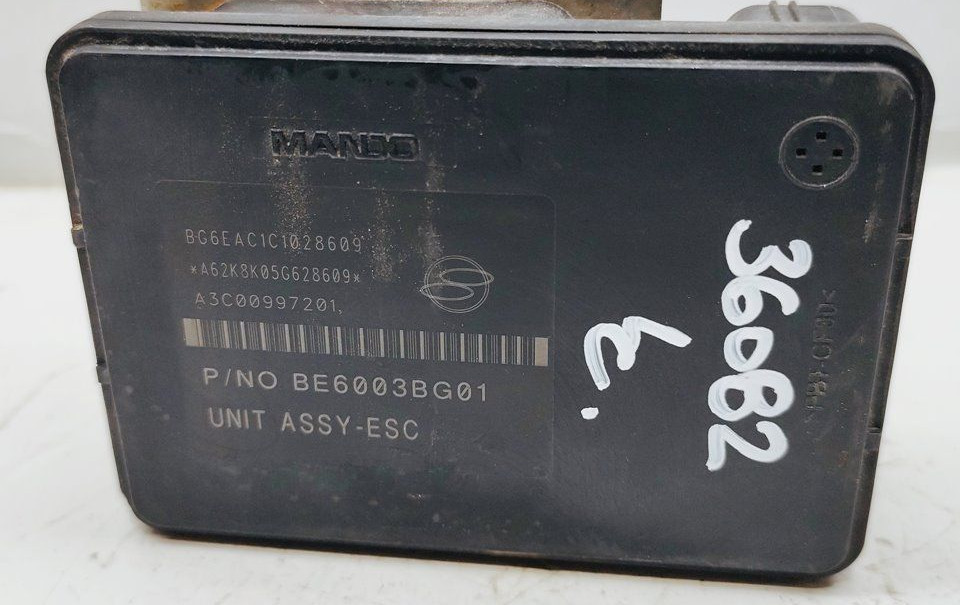 MANDO
BG6EAC1C1028609
*A62K8K05G628609*
A3C00997201,
P/NO BE6003BG01
UNIT ASSY-ESC
36082